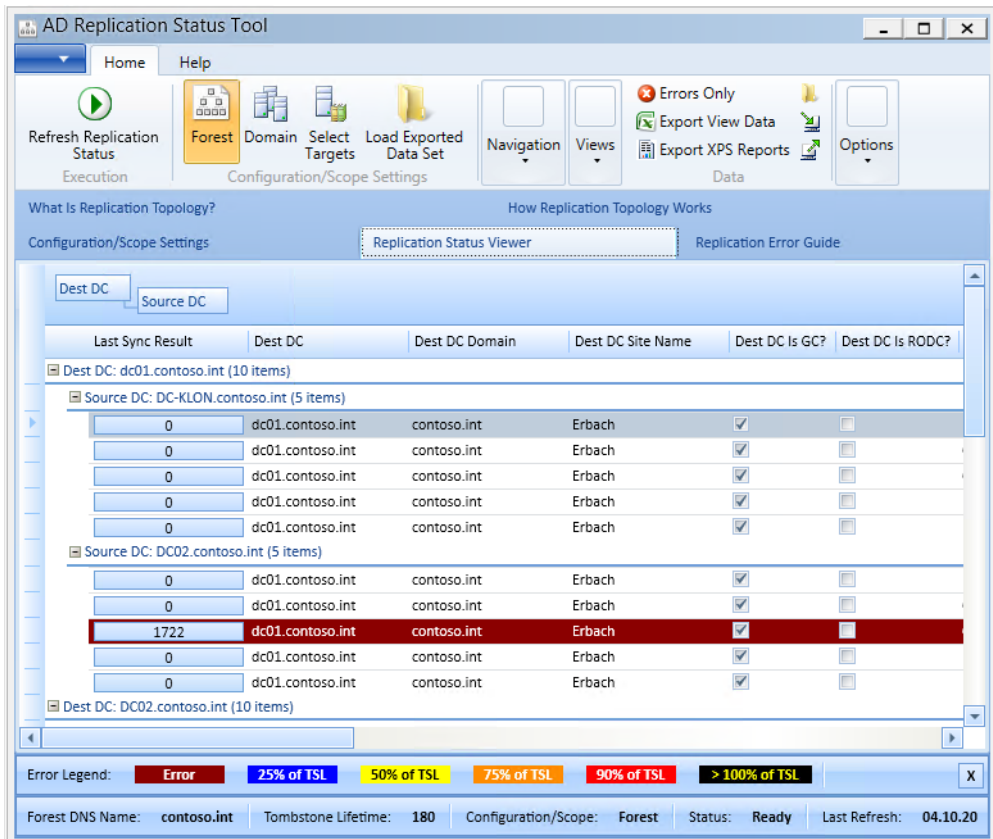 AD Replication Status Tool
Home Help
Refresh Replication Status
Forest Domain Select Targets Load Exported Data Set
Navigation Views
Errors Only
Export View Data
Export XPS Reports
Options
Execution Configuration/Scope Settings Data
What Is Replication Topology? How Replication Topology Works
Configuration/Scope Settings Replication Status Viewer Replication Error Guide
Dest DC
Source DC
Last Sync Result Dest DC Dest DC Domain Dest DC Site Name Dest DC Is GC? Dest DC Is RODC?
Dest DC: dc01.contoso.int (10 items)
Source DC: DC-KLON.contoso.int (5 items)
0 dc01.contoso.int contoso.int Erbach
0 dc01.contoso.int contoso.int Erbach
0 dc01.contoso.int contoso.int Erbach
0 dc01.contoso.int contoso.int Erbach
0 dc01.contoso.int contoso.int Erbach
Source DC: DC02.contoso.int (5 items)
0 dc01.contoso.int contoso.int Erbach
0 dc01.contoso.int contoso.int Erbach
1722 dc01.contoso.int contoso.int Erbach
0 dc01.contoso.int contoso.int Erbach
0 dc01.contoso.int contoso.int Erbach
Dest DC: DC02.contoso.int (10 items)
Error Legend: Error 25% of TSL 50% of TSL 75% of TSL 90% of TSL > 100% of TSL X
Forest DNS Name: contoso.int Tombstone Lifetime: 180 Configuration/Scope: Forest Status: Ready Last Refresh: 04.10.20